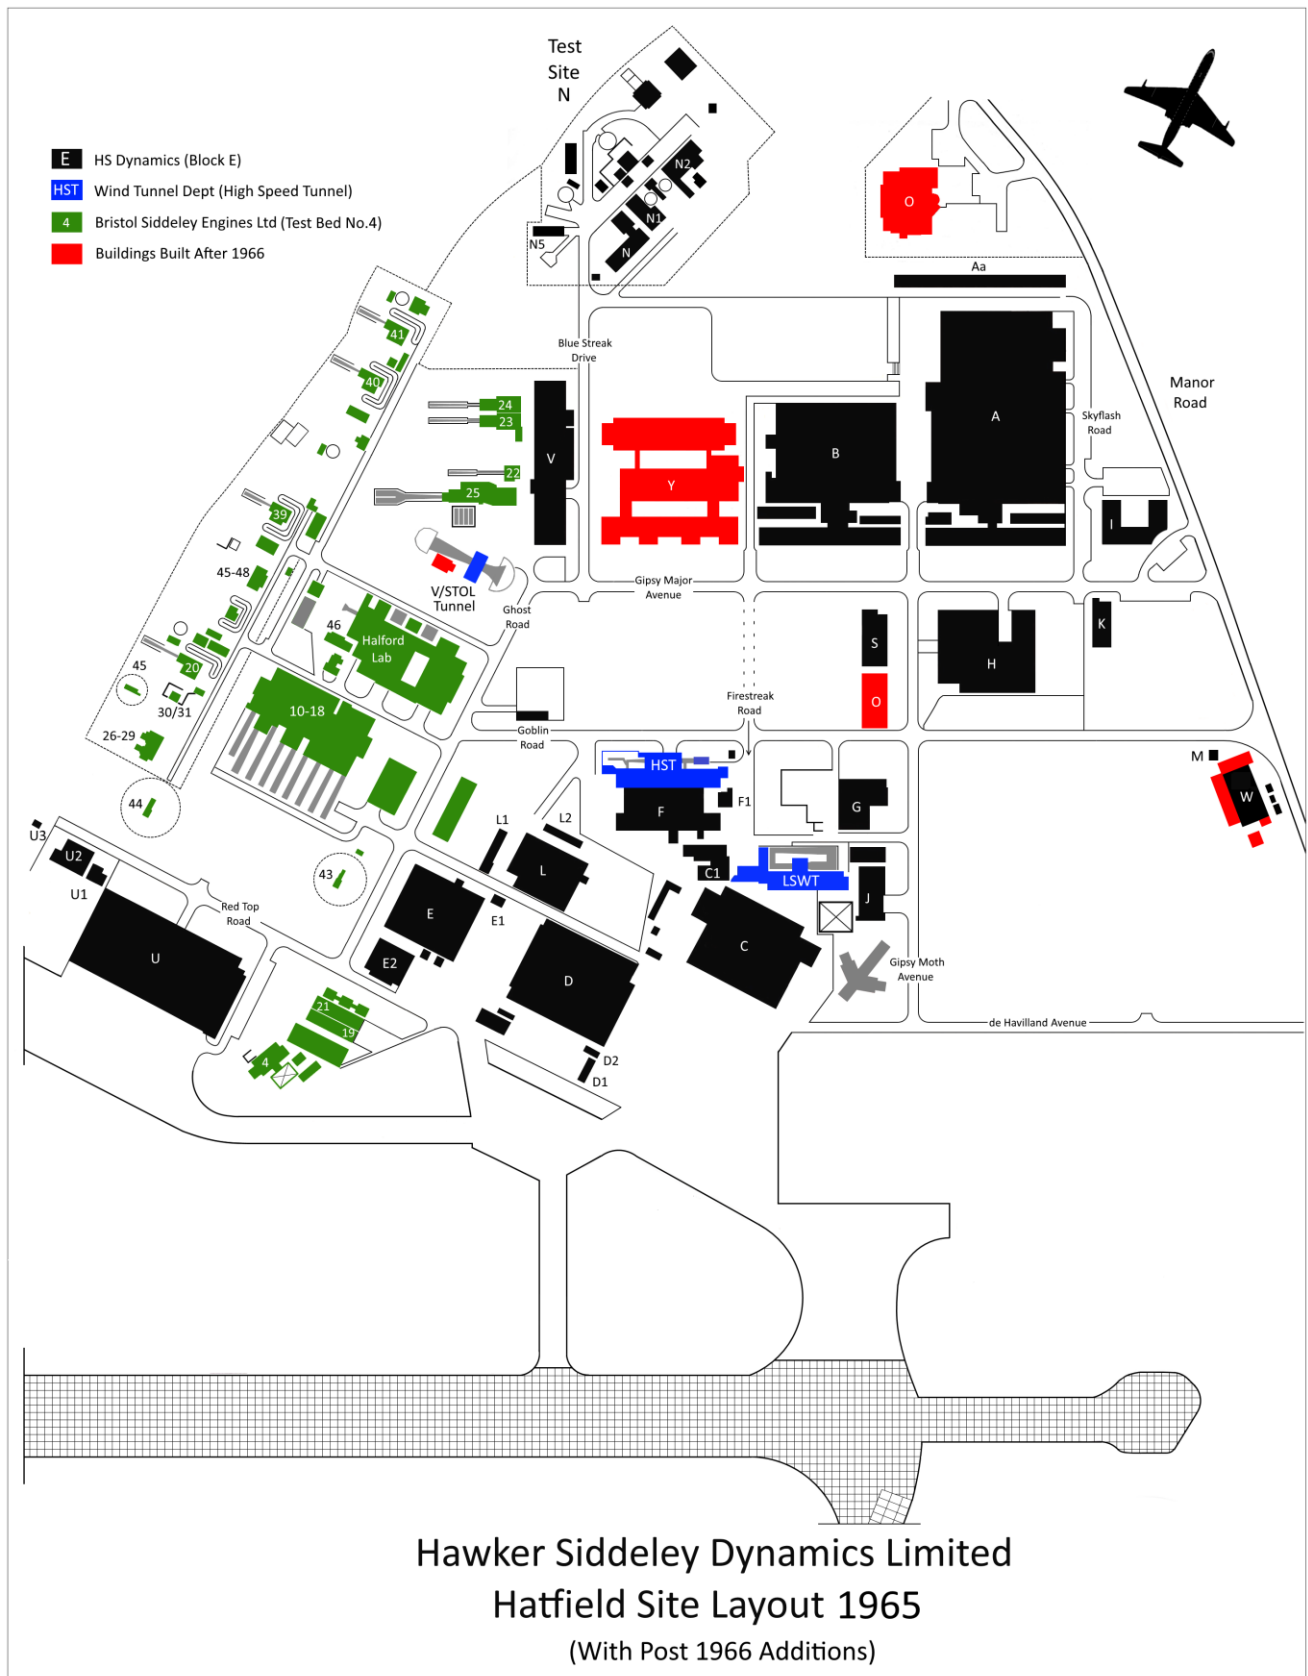 Test
Site
N
E HS Dynamics (Block E)
HST Wind Tunnel Dept (High Speed Tunnel)
4 Bristol Siddeley Engines Ltd (Test Bed No.4)
Buildings Built After 1966
N2
N1
N5
N
O
Aa
41
40
Blue Streak
Drive
Manor
Road
24
23
V
22
25
Y
B
A
Skyflash
Road
I
39
45-48
V/STOL
Tunnel
Gipsy Major
Avenue
Ghost
Road
46
Halford
Lab
S
H
K
20
45
30/31
10-18
26-29
Firestreak
Road
O
Goblin
Road
44
HST
M
W
F
F1
G
U3
U2
U1
L1
L2
L
43
C1
LSWT
J
Red Top
Road
E
E1
E2
U
D
C
Gipsy Moth
Avenue
de Havilland Avenue
21
19
4
D2
D1
Hawker Siddeley Dynamics Limited
Hatfield Site Layout 1965
(With Post 1966 Additions)